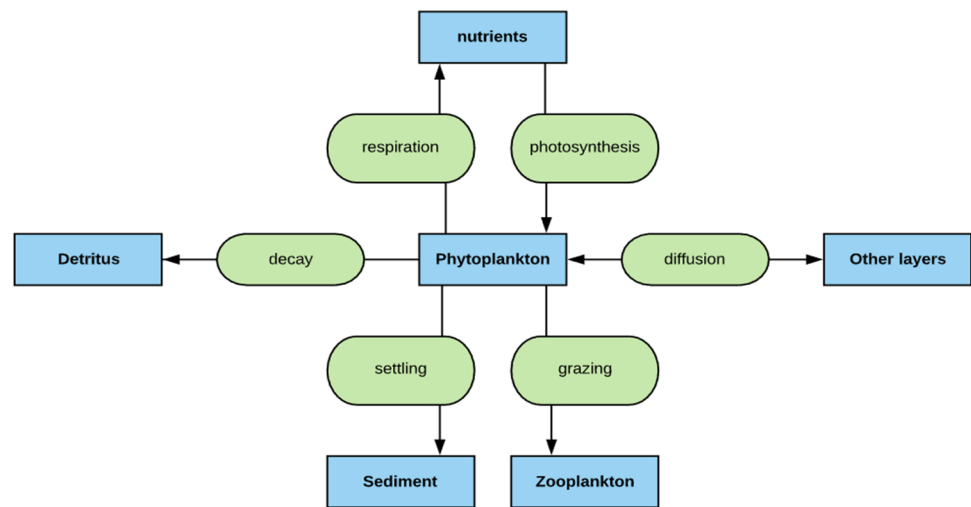 nutrients
respiration
photosynthesis
Detritus
decay
Phytoplankton
diffusion
Other layers
settling
grazing
Sediment
Zooplankton